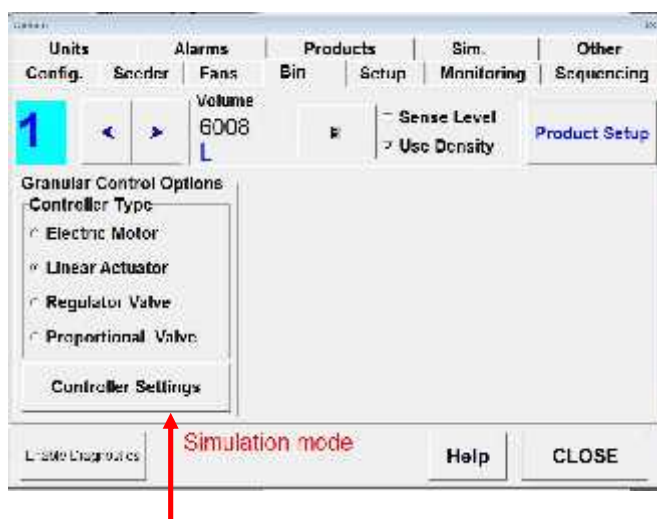 Units Alarms Products Sim. Other
Config. Seeder Fans Bin Setup Monitoring Sequencing
1 < > Volume
6008
L
Sense Level
Use Density
Product Setup
Granular Control Options
Controller Type
Electric Motor
Linear Actuator
Regulator Valve
Proportional Valve
Controller Settings
Enable Diagnostics
Simulation mode
Help
CLOSE